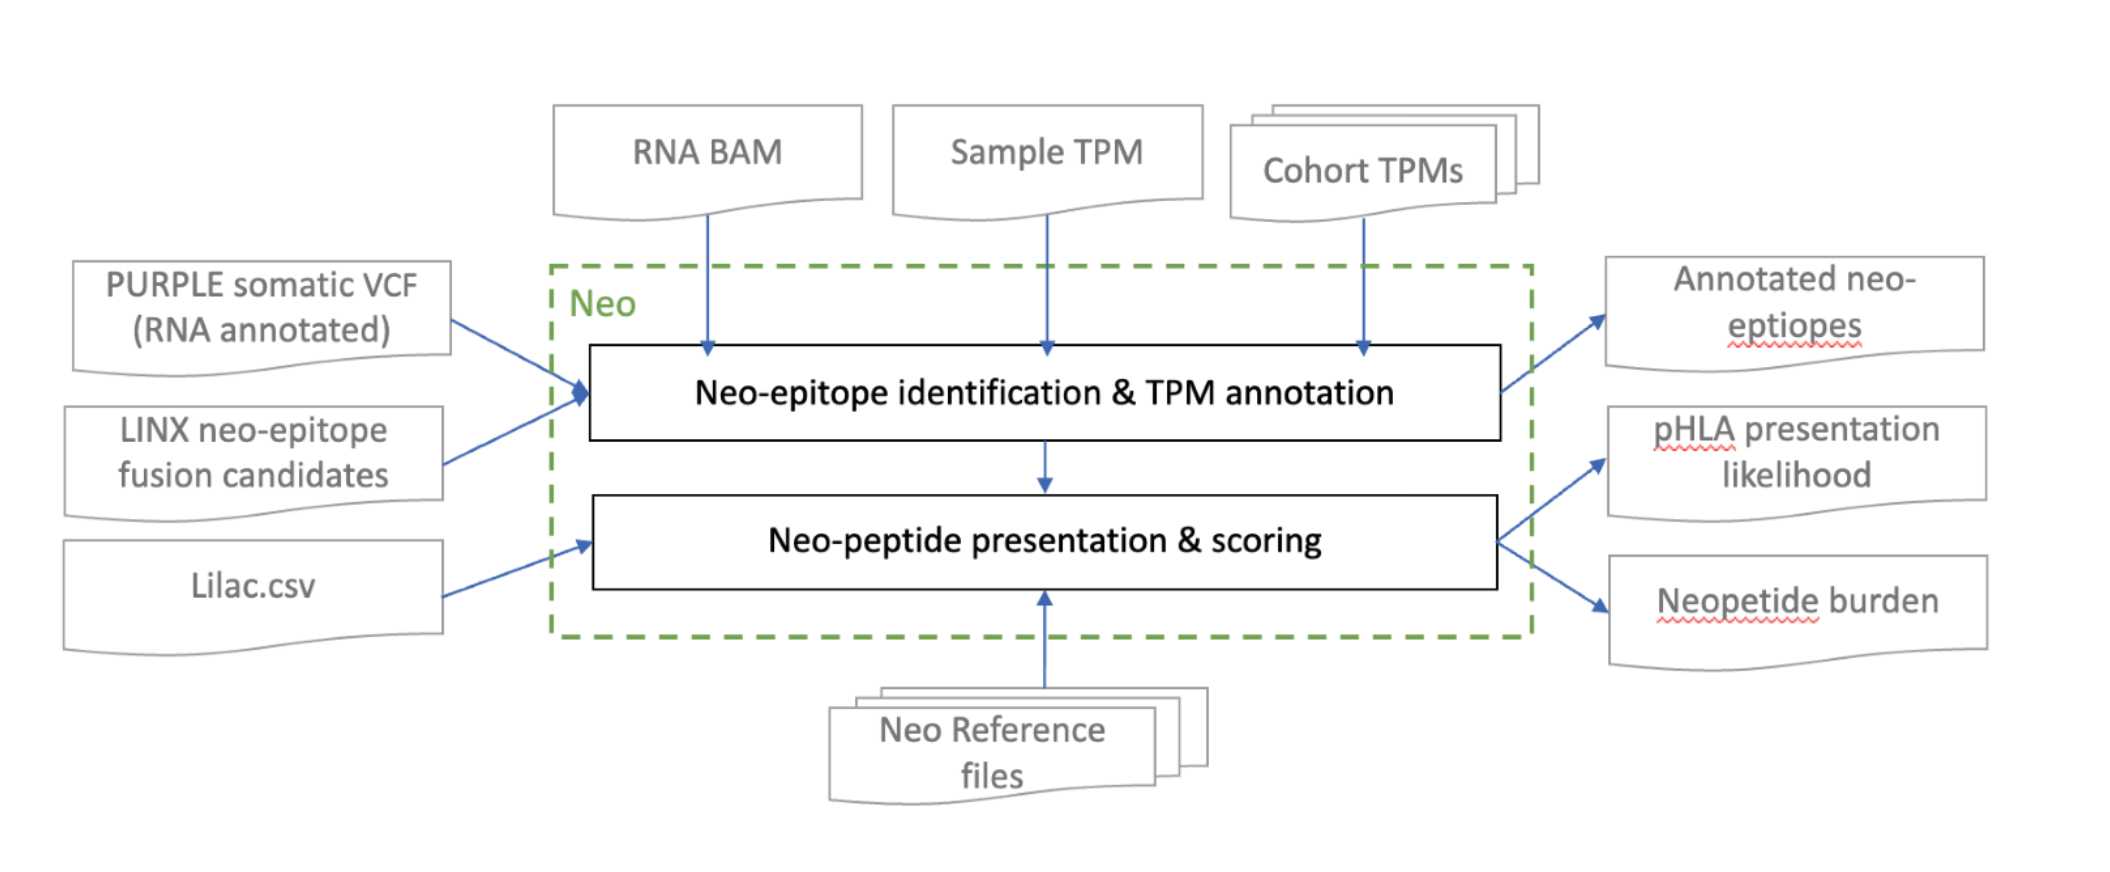 RNA BAM
Sample TPM
Cohort TPMs
PURPLE somatic VCF
(RNA annotated)
Neo
Annotated neo-
eptiopes
Neo-epitope identification & TPM annotation
LINX neo-epitope
fusion candidates
pHLA presentation
likelihood
Neo-peptide presentation & scoring
Lilac.csv
Neopetide burden
Neo Reference
files